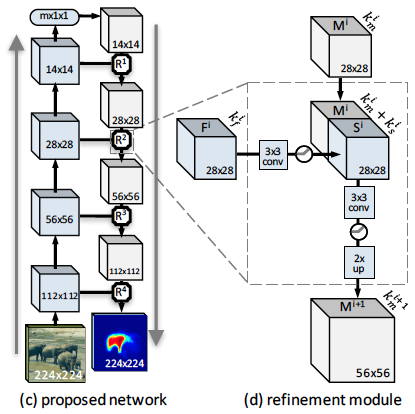 mx1x1
14x14
14x14
R¹
28x28
28x28
R²
56x56
56x56
R³
112x112
112x112
R⁴
224x224
224x224
(c) proposed network
Mⁱ
kⁱₘ
28x28
Fⁱ
kⁱf
28x28
3x3
conv
Mⁱ
Sⁱ
kⁱₘ + kⁱₛ
28x28
3x3
conv
2x
up
Mⁱ⁺¹
kⁱ⁺¹ₘ
56x56
(d) refinement module